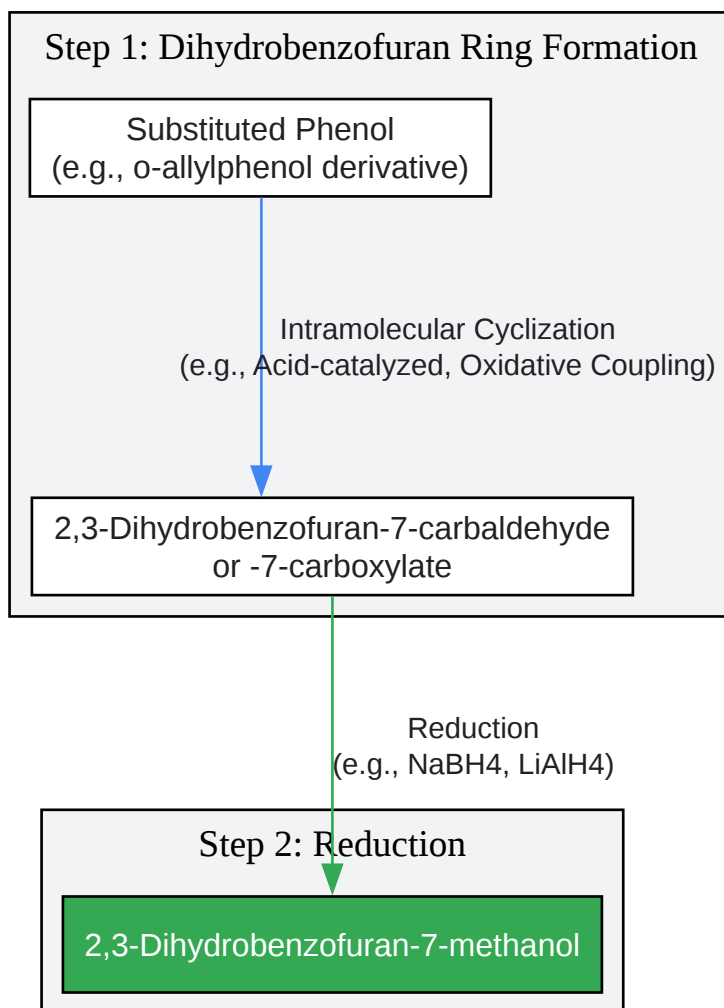 Step 1: Dihydrobenzofuran Ring Formation
Substituted Phenol
(e.g., o-allylphenol derivative)
Intramolecular Cyclization
(e.g., Acid-catalyzed, Oxidative Coupling)
2,3-Dihydrobenzofuran-7-carbaldehyde
or -7-carboxylate
Reduction
(e.g., NaBH4, LiAlH4)
Step 2: Reduction
2,3-Dihydrobenzofuran-7-methanol